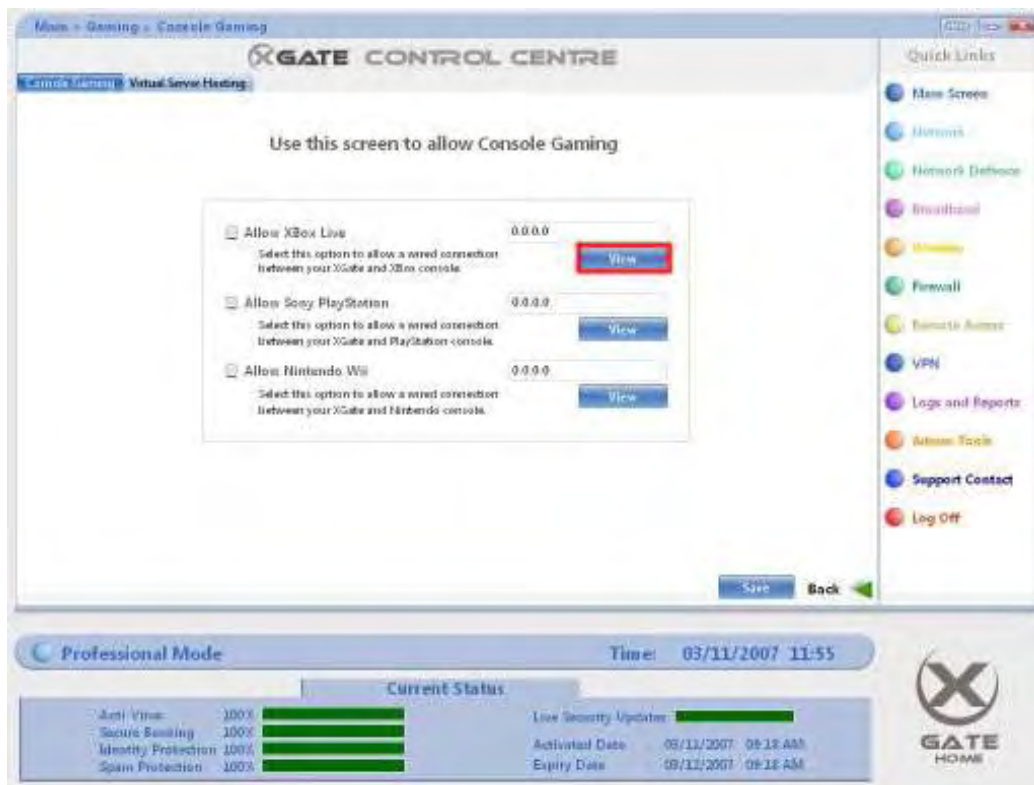 Main - Gaming - Console Gaming
XGATE CONTROL CENTRE
Console Gaming Virtual Server Hosting
Use this screen to allow Console Gaming
Allow XBox Live 0.0.0.0
Select this option to allow a wired connection
between your XGate and XBox console.
View
Allow Sony PlayStation 0.0.0.0
Select this option to allow a wired connection
between your XGate and PlayStation console.
View
Allow Nintendo Wii 0.0.0.0
Select this option to allow a wired connection
between your XGate and Nintendo console.
View
Save Back
Quick Links
Main Screen
Network Defence
Broadband
Wireless
Firewall
Remote Access
VPN
Logs and Reports
Admin Tools
Support Contact
Log Off
Professional Mode Time: 03/11/2007 11:55
Current Status
Anti Virus 100%
Secure Banking 100%
Identity Protection 100%
Spam Protection 100%
Live Security Updates
Activated Date 09:18 AM
Expiry Date 09:18 AM
X
GATE
HOME